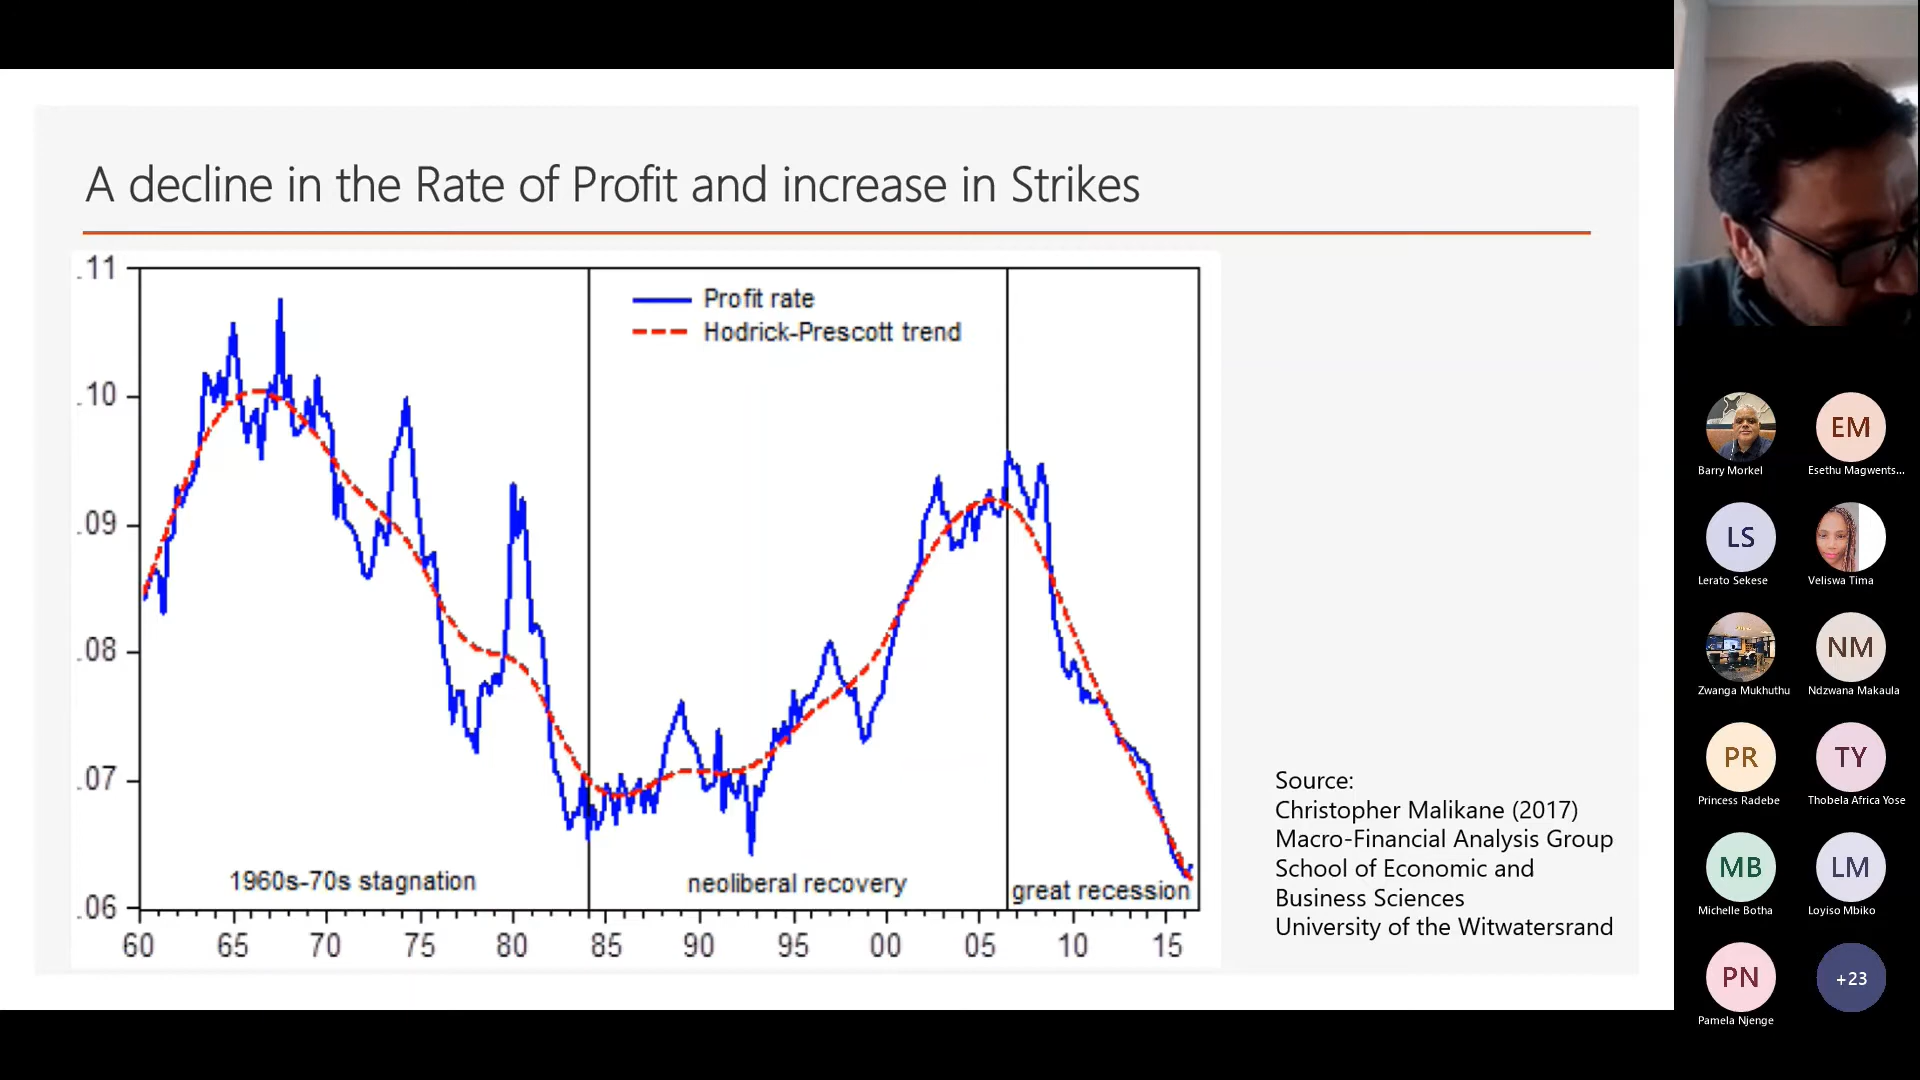 A decline in the Rate of Profit and increase in Strikes
.11
.10
.09
.08
.07
.06
Profit rate
Hodrick-Prescott trend
1960s-70s stagnation
neoliberal recovery
great recession
60 65 70 75 80 85 90 95 00 05 10 15
Source:
Christopher Malikane (2017)
Macro-Financial Analysis Group
School of Economic and
Business Sciences
University of the Witwatersrand
EM
Barry Morkel
Esethu Magwents...
LS
Lerato Sekese
Veliswa Tima
NM
Zwanga Mukhuthu
Ndzwana Makaula
PR
TY
Princess Radebe
Thobela Africa Yose
MB
LM
Michelle Botha
Loyiso Mbiko
PN
+23
Pamela Njenge